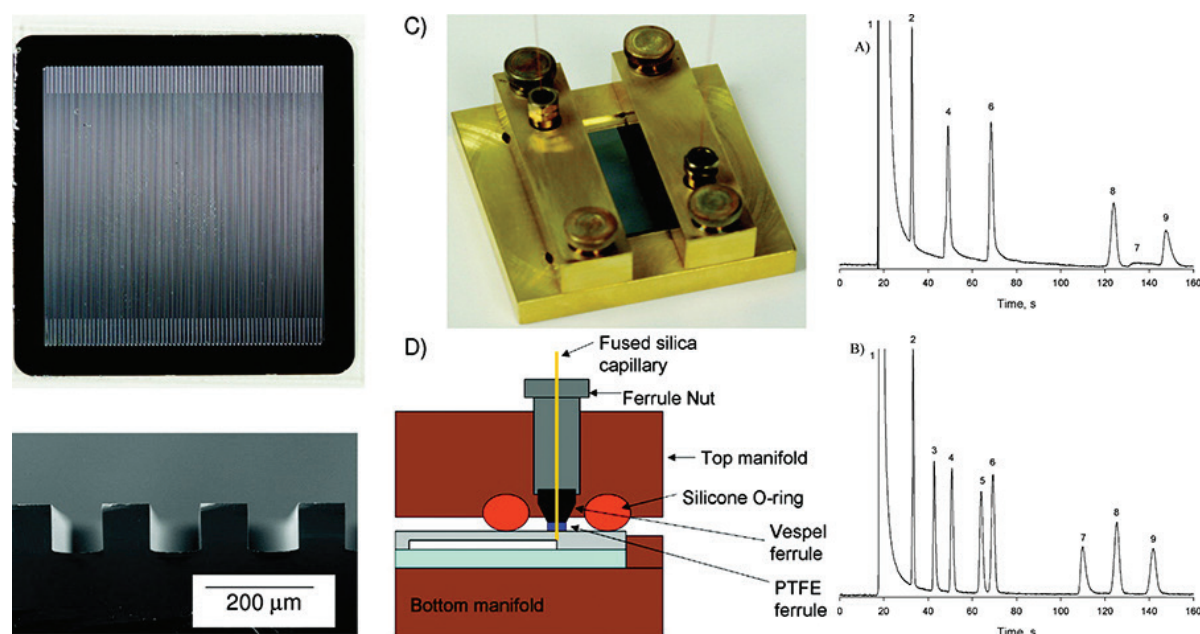 200 μm
C)
D)
Fused silica
capillary
Ferrule Nut
Top manifold
Silicone O-ring
Vespel
ferrule
PTFE
ferrule
Bottom manifold
A)
1
2
4
6
8
7
9
0 20 40 60 80 100 120 140 160
Time, s
B)
1
2
3
4
5
6
7
8
9
0 20 40 60 80 100 120 140 160
Time, s